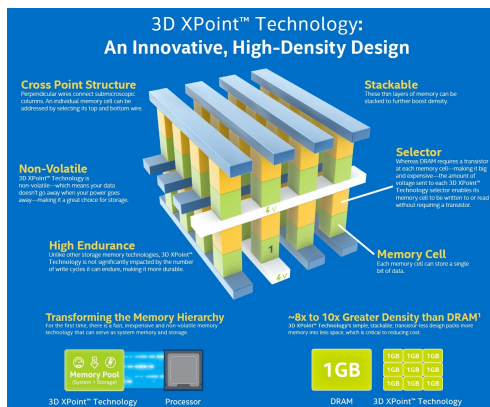 3D XPoint™ Technology:
An Innovative, High-Density Design
Cross Point Structure
Perpendicular wires connect submicroscopic
columns. An individual memory cell can be
addressed by selecting its top and bottom wire.
Stackable
These thin layers of memory can be
stacked to further boost density.
Non-Volatile
3D XPoint™ Technology is
non-volatile—which means your data
doesn't go away when your power goes
away—making it a great choice for storage.
Selector
Whereas DRAM requires a transistor
at each memory cell—making it big
and expensive—the amount of
voltage sent to each 3D XPoint™
Technology selector enables its
memory cell to be written to or read
without requiring a transistor.
High Endurance
Unlike other storage memory technologies, 3D XPoint™
Technology is not significantly impacted by the number
of write cycles it can endure, making it more durable.
Memory Cell
Each memory cell can store a single
bit of data.
V
1
V
Transforming the Memory Hierarchy
For the first time, there is a fast, inexpensive and non-volatile memory
technology that can serve as system memory and storage
~8x to 10x Greater Density than DRAM¹
3D XPoint™ Technology's simple, stackable, transistor-less design packs more
memory into less space, which is critical to reducing cost
Memory Pool
(System + Storage)
3D XPoint™ Technology
Processor
1GB
DRAM
1GB 1GB 1GB
1GB 1GB 1GB
1GB 1GB 1GB
3D XPoint™ Technology